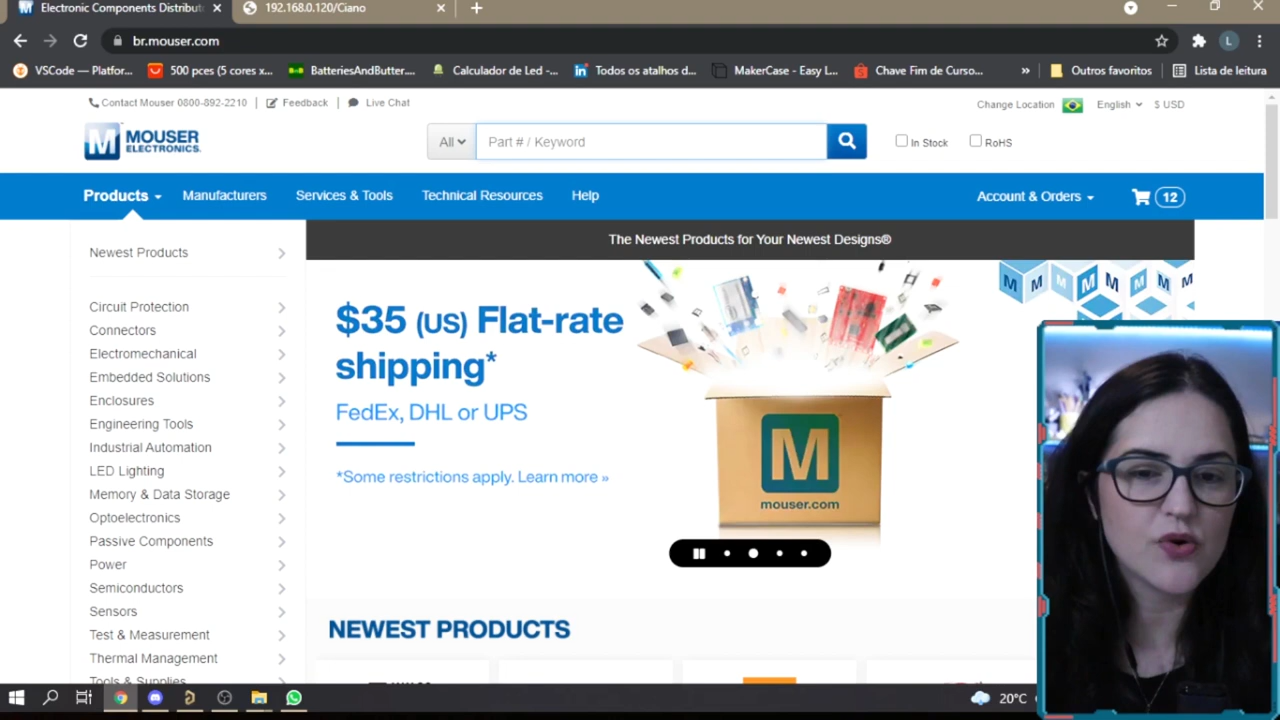 Electronic Components Distribut
192.168.0.120/Ciano
br.mouser.com
L
VSCode — Platfor...
500 pces (5 cores x...
BatteriesAndButter....
Calculador de Led -...
Todos os atalhos d...
MakerCase - Easy L...
Chave Fim de Curso...
»
Outros favoritos
Lista de leitura
Contact Mouser 0800-892-2210 | Feedback | Live Chat
Change Location English $ USD
M MOUSER ELECTRONICS
All Part # / Keyword In Stock RoHS
Products Manufacturers Services & Tools Technical Resources Help Account & Orders 12
The Newest Products for Your Newest Designs®
Newest Products
Circuit Protection
Connectors
Electromechanical
Embedded Solutions
Enclosures
Engineering Tools
Industrial Automation
LED Lighting
Memory & Data Storage
Optoelectronics
Passive Components
Power
Semiconductors
Sensors
Test & Measurement
Thermal Management
Tools & Supplies
$35 (US) Flat-rate
shipping*
FedEx, DHL or UPS
*Some restrictions apply. Learn more »
M
mouser.com
NEWEST PRODUCTS
20°C